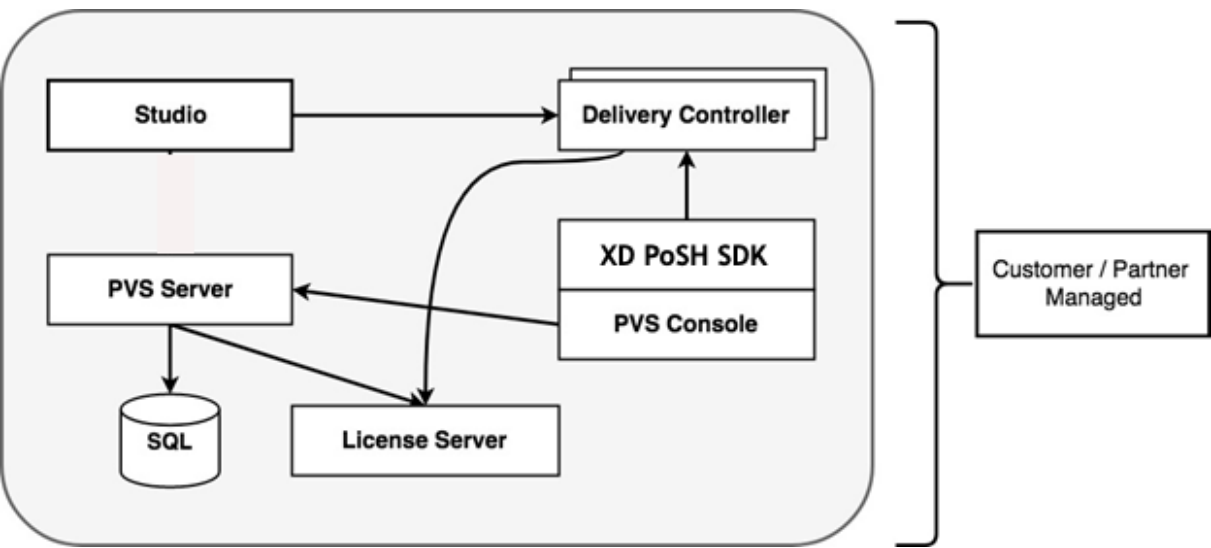 Studio
Delivery Controller
XD PoSH SDK
PVS Server
PVS Console
SQL
License Server
Customer / Partner
Managed